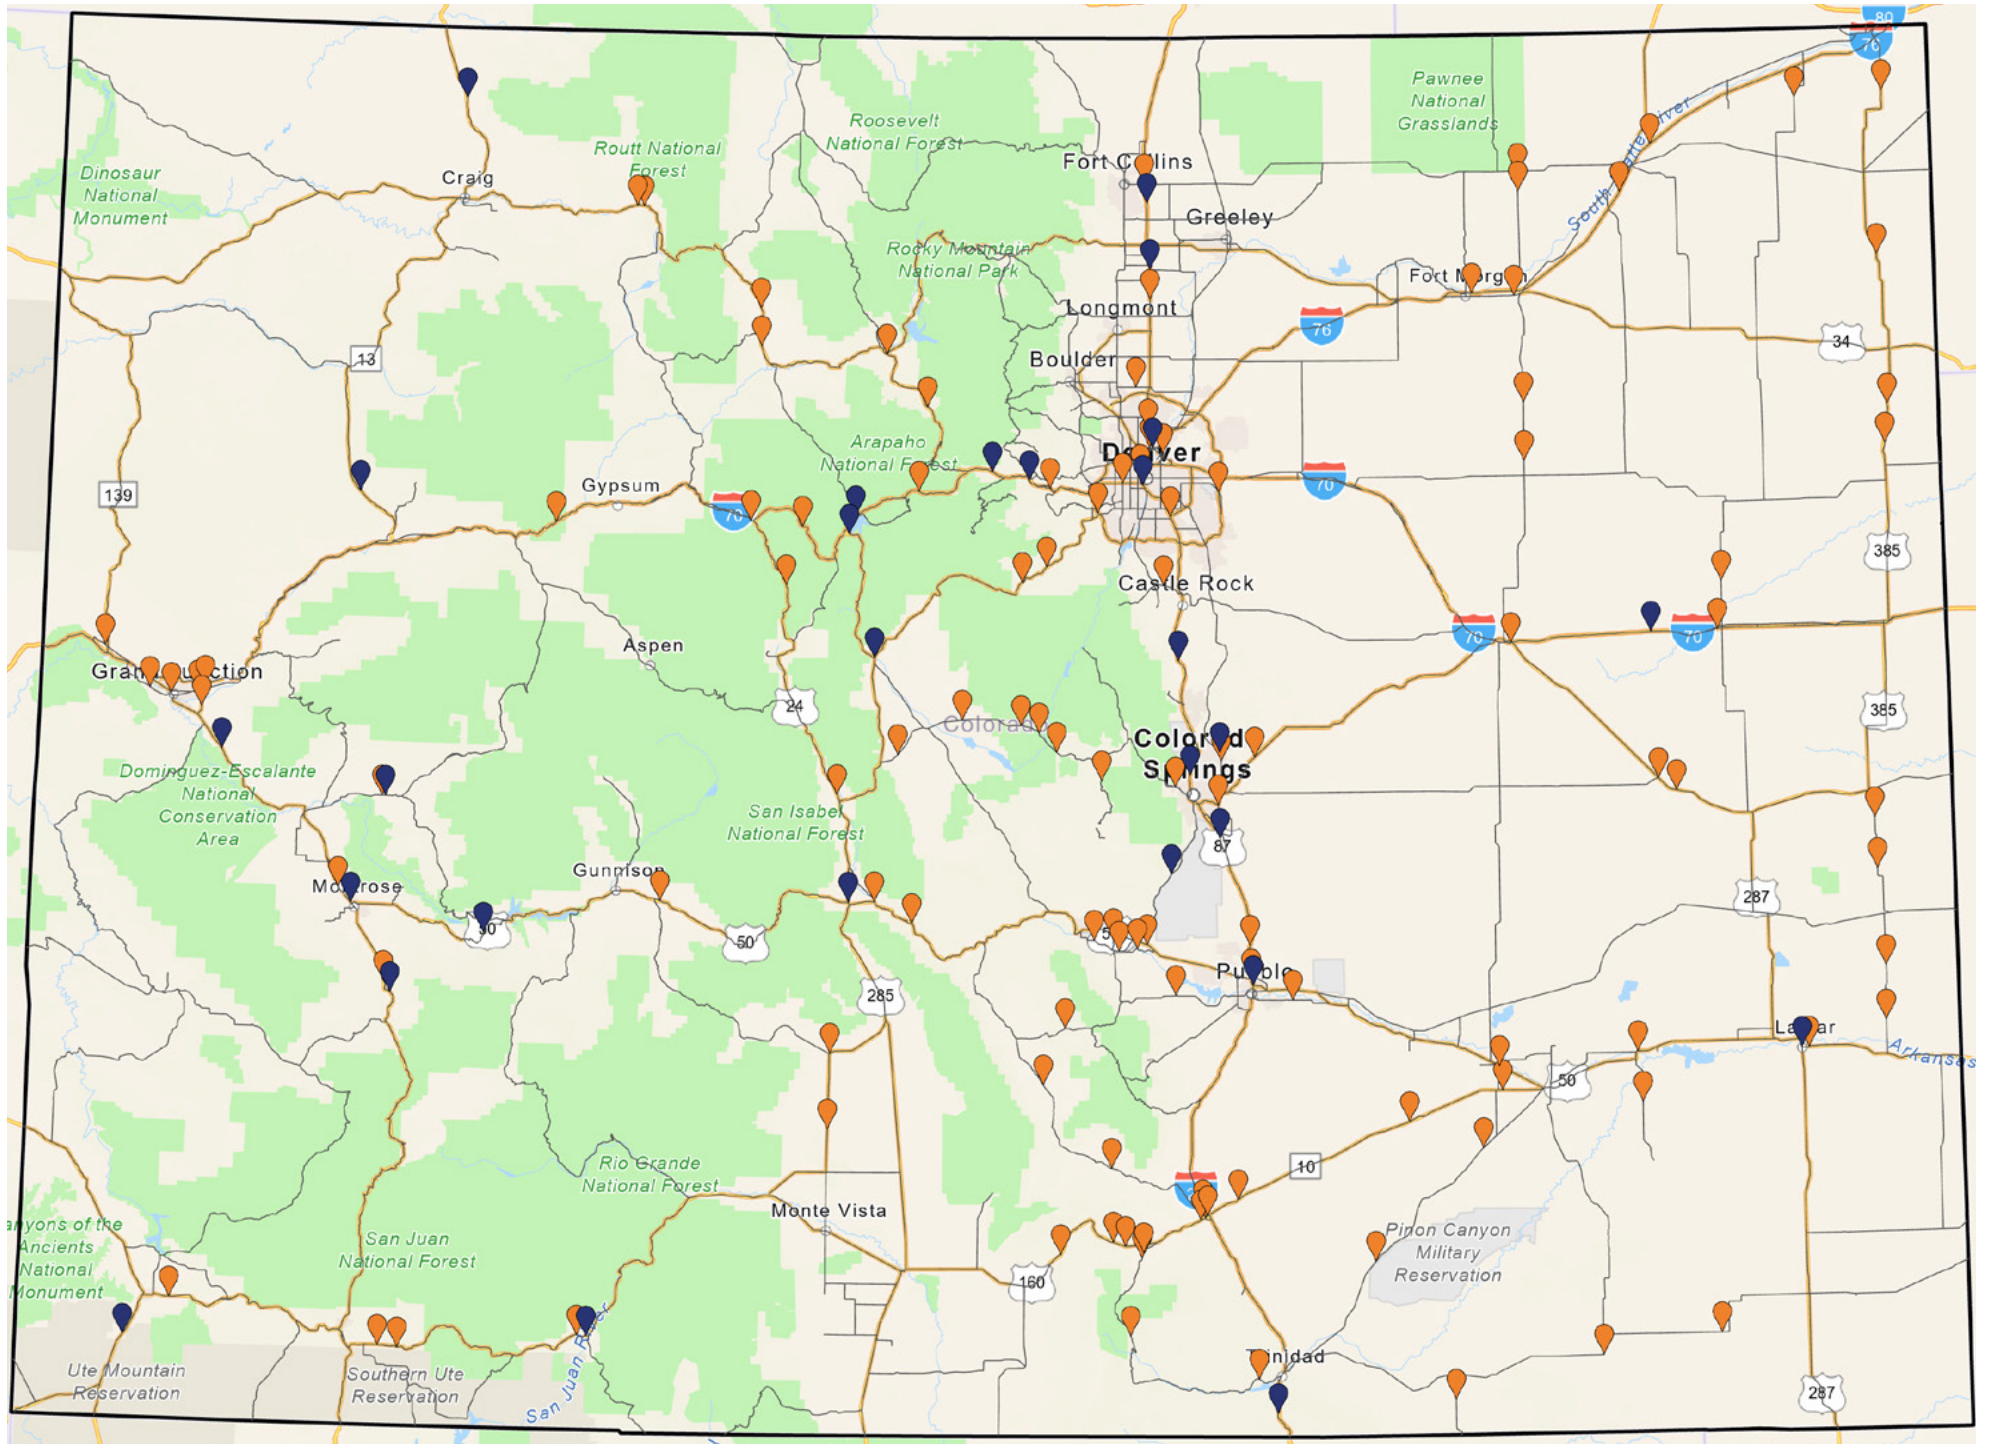 80
76
Pawnee
National
Grasslands
South Platte River
Roosevelt
National Forest
Routt National
Forest
Fort Collins
Dinosaur
National
Monument
Craig
Greeley
Rocky Mountain
National Park
Fort Morgan
Longmont
76
34
13
Boulder
Arapaho
National Forest
Denver
139
Gypsum
70
70
385
Castle Rock
Aspen
70
70
Grand Junction
24
Colorado
385
Colorado
Springs
Dominguez-Escalante
National
Conservation
Area
San Isabel
National Forest
87
Gunnison
Montrose
287
50
50
Pueblo
285
Lamar
Arkansas
50
10
Rio Grande
National Forest
Monte Vista
Canyons of the
Ancients
National
Monument
San Juan
National Forest
Pinon Canyon
Military
Reservation
160
San Juan River
Trinidad
Ute Mountain
Reservation
Southern Ute
Reservation
287